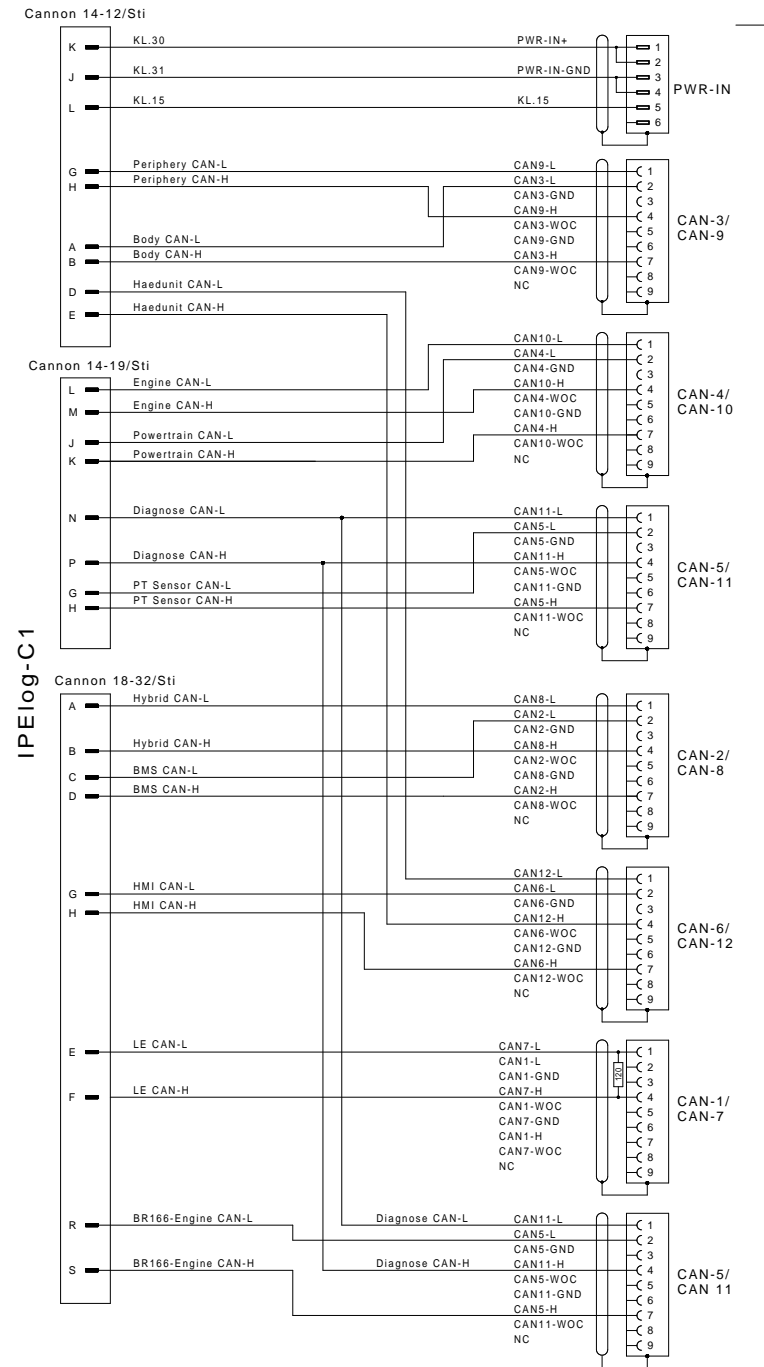 Cannon 14-12/Sti
K KL.30 PWR-IN+ 1
2
J KL.31 PWR-IN-GND 3
4
L KL.15 KL.15 5
6
PWR-IN
G Periphery CAN-L CAN9-L 1
H Periphery CAN-H CAN3-L 2
CAN3-GND 3
CAN9-H 4
CAN3-WOC 5
A Body CAN-L CAN9-GND 6
B Body CAN-H CAN3-H 7
CAN9-WOC 8
NC 9
CAN-3/
CAN-9
D Haedunit CAN-L
E Haedunit CAN-H
Cannon 14-19/Sti
CAN10-L 1
CAN4-L 2
CAN4-GND 3
L Engine CAN-L CAN10-H 4
M Engine CAN-H CAN4-WOC 5
CAN10-GND 6
J Powertrain CAN-L CAN4-H 7
K Powertrain CAN-H CAN10-WOC 8
NC 9
CAN-4/
CAN-10
N Diagnose CAN-L CAN11-L 1
CAN5-L 2
CAN5-GND 3
P Diagnose CAN-H CAN11-H 4
CAN5-WOC 5
G PT Sensor CAN-L CAN11-GND 6
H PT Sensor CAN-H CAN5-H 7
CAN11-WOC 8
NC 9
CAN-5/
CAN-11
IPElog-C1
Cannon 18-32/Sti
A Hybrid CAN-L CAN8-L 1
CAN2-L 2
CAN2-GND 3
B Hybrid CAN-H CAN8-H 4
CAN2-WOC 5
C BMS CAN-L CAN8-GND 6
D BMS CAN-H CAN2-H 7
CAN8-WOC 8
NC 9
CAN-2/
CAN-8
CAN12-L 1
G HMI CAN-L CAN6-L 2
CAN6-GND 3
H HMI CAN-H CAN12-H 4
CAN6-WOC 5
CAN12-GND 6
CAN6-H 7
CAN12-WOC 8
NC 9
CAN-6/
CAN-12
E LE CAN-L CAN7-L 1
CAN1-L 2
120
CAN1-GND 3
F LE CAN-H CAN7-H 4
CAN1-WOC 5
CAN7-GND 6
CAN1-H 7
CAN7-WOC 8
NC 9
CAN-1/
CAN-7
R BR166-Engine CAN-L Diagnose CAN-L CAN11-L 1
CAN5-L 2
CAN5-GND 3
S BR166-Engine CAN-H Diagnose CAN-H CAN11-H 4
CAN5-WOC 5
CAN11-GND 6
CAN5-H 7
CAN11-WOC 8
NC 9
CAN-5/
CAN 11